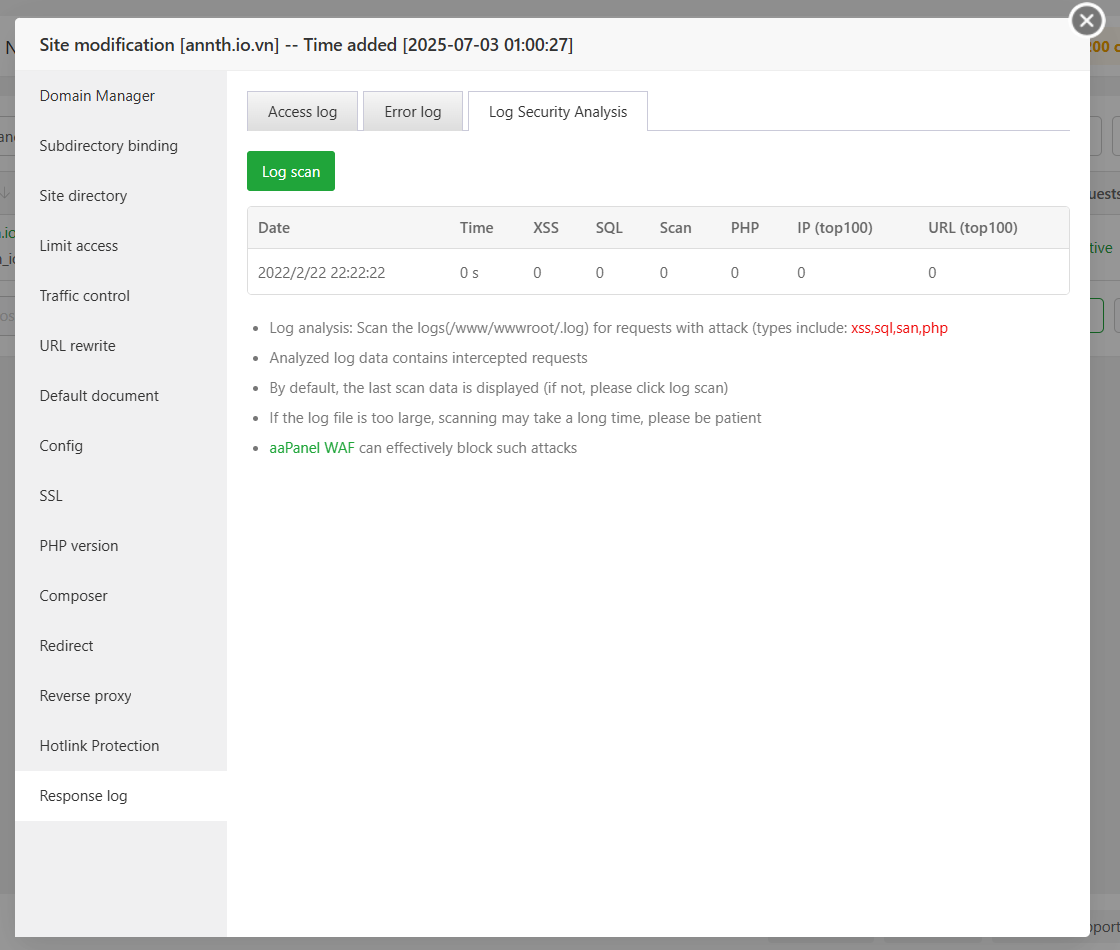 Site modification [annth.io.vn] -- Time added [2025-07-03 01:00:27]
Domain Manager
Subdirectory binding
Site directory
Limit access
Traffic control
URL rewrite
Default document
Config
SSL
PHP version
Composer
Redirect
Reverse proxy
Hotlink Protection
Response log
Access log
Error log
Log Security Analysis
Log scan
Date Time XSS SQL Scan PHP IP (top100) URL (top100)
2022/2/22 22:22:22 0 s 0 0 0 0 0 0
Log analysis: Scan the logs(/www/wwwroot/.log) for requests with attack (types include: xss,sql,san,php
Analyzed log data contains intercepted requests
By default, the last scan data is displayed (if not, please click log scan)
If the log file is too large, scanning may take a long time, please be patient
aaPanel WAF can effectively block such attacks